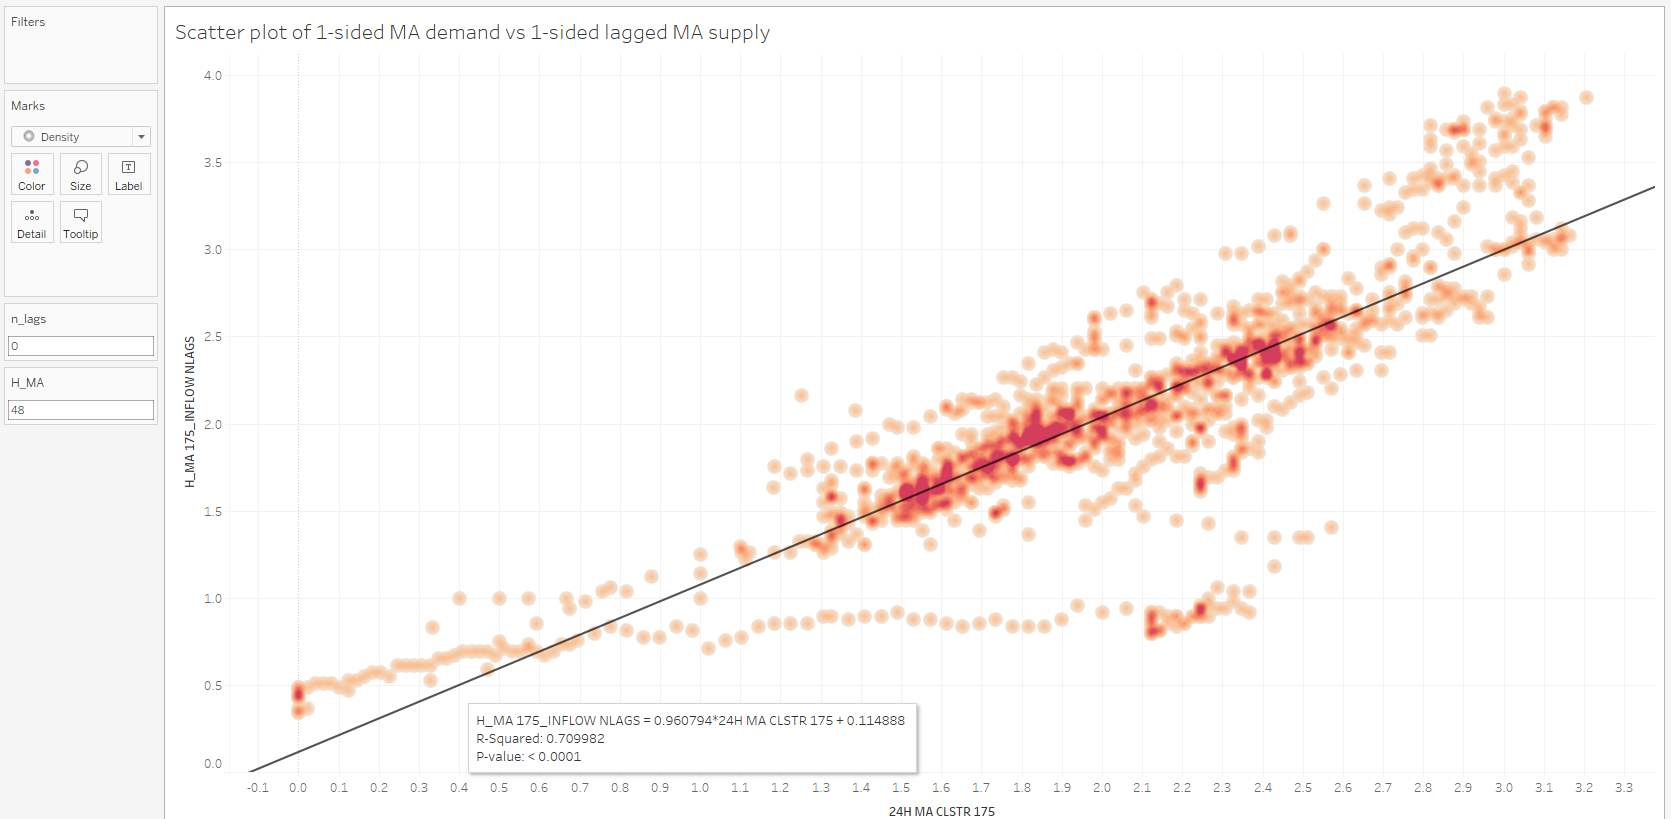 Filters
Marks
Density
Color Size Label
Detail Tooltip
n_lags
0
H_MA
48
Scatter plot of 1-sided MA demand vs 1-sided lagged MA supply
4.0
3.5
3.0
2.5
2.0
1.5
1.0
0.5
0.0
H_MA 175_INFLOW NLAGS
H_MA 175_INFLOW NLAGS = 0.960794*24H MA CLSTR 175 + 0.114888
R-Squared: 0.709982
P-value: < 0.0001
-0.1 0.0 0.1 0.2 0.3 0.4 0.5 0.6 0.7 0.8 0.9 1.0 1.1 1.2 1.3 1.4 1.5 1.6 1.7 1.8 1.9 2.0 2.1 2.2 2.3 2.4 2.5 2.6 2.7 2.8 2.9 3.0 3.1 3.2 3.3
24H MA CLSTR 175